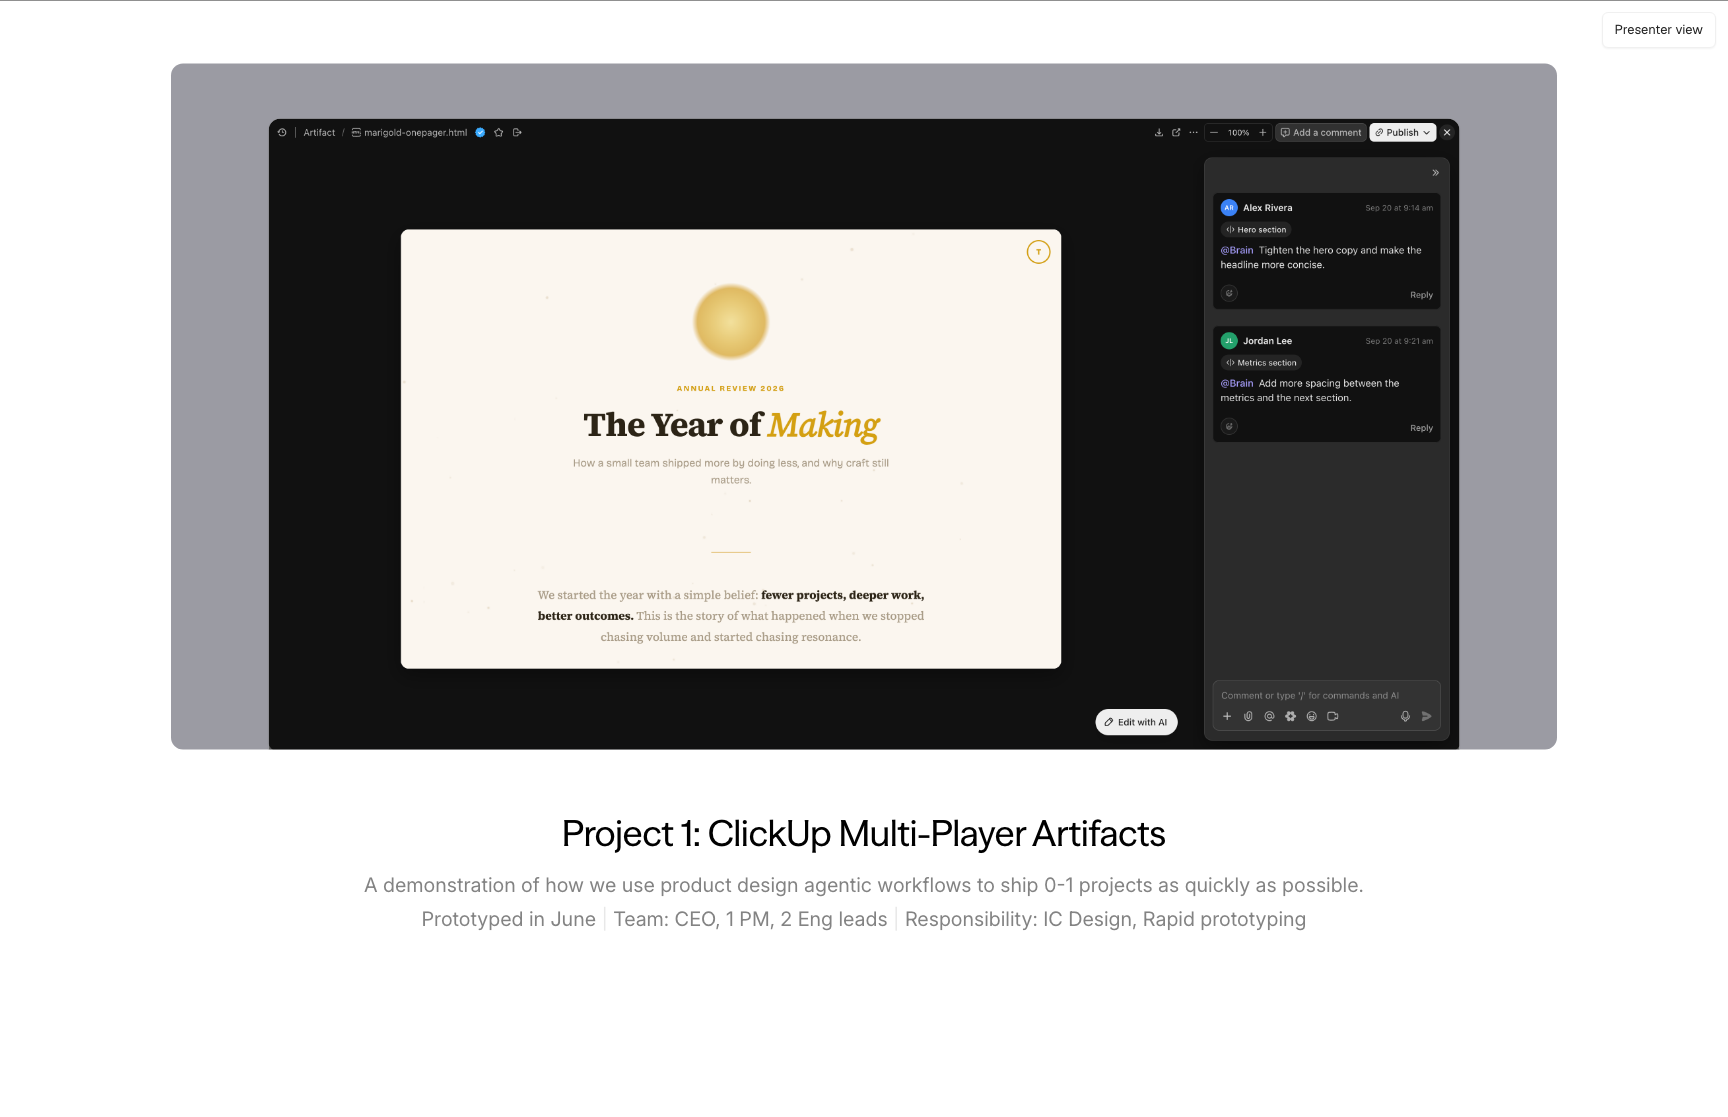 Presenter view
Artifact / marigold-onepager.html
100%
Add a comment
Publish
AR
Alex Rivera
Sep 20 at 9:14 am
Hero section
@Brain Tighten the hero copy and make the
headline more concise.
Reply
JL
Jordan Lee
Sep 20 at 9:21 am
Metrics section
@Brain Add more spacing between the
metrics and the next section.
Reply
T
ANNUAL REVIEW 2026
The Year of Making
How a small team shipped more by doing less, and why craft still
matters.
We started the year with a simple belief: fewer projects, deeper work,
better outcomes. This is the story of what happened when we stopped
chasing volume and started chasing resonance.
Edit with AI
Comment or type '/' for commands and AI
Project 1: ClickUp Multi-Player Artifacts
A demonstration of how we use product design agentic workflows to ship 0-1 projects as quickly as possible.
Prototyped in June | Team: CEO, 1 PM, 2 Eng leads | Responsibility: IC Design, Rapid prototyping